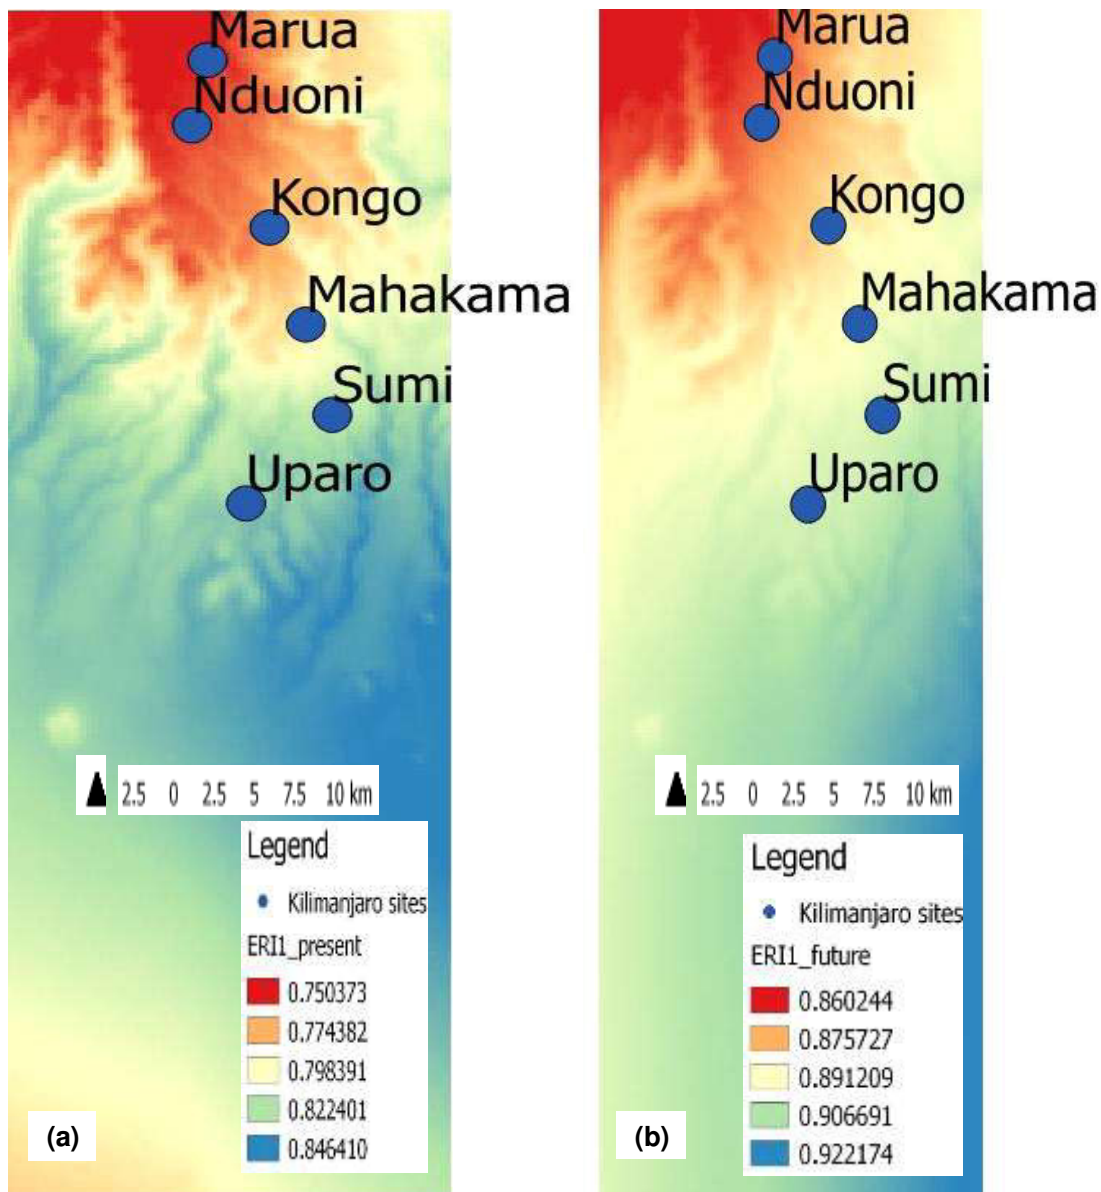 Marua
Nduoni
Kongo
Mahakama
Sumi
Uparo
2.5 0 2.5 5 7.5 10 km
Legend
Kilimanjaro sites
ERI1_present
0.750373
0.774382
0.798391
0.822401
0.846410
(a)
Marua
Nduoni
Kongo
Mahakama
Sumi
Uparo
2.5 0 2.5 5 7.5 10 km
Legend
Kilimanjaro sites
ERI1_future
0.860244
0.875727
0.891209
0.906691
0.922174
(b)